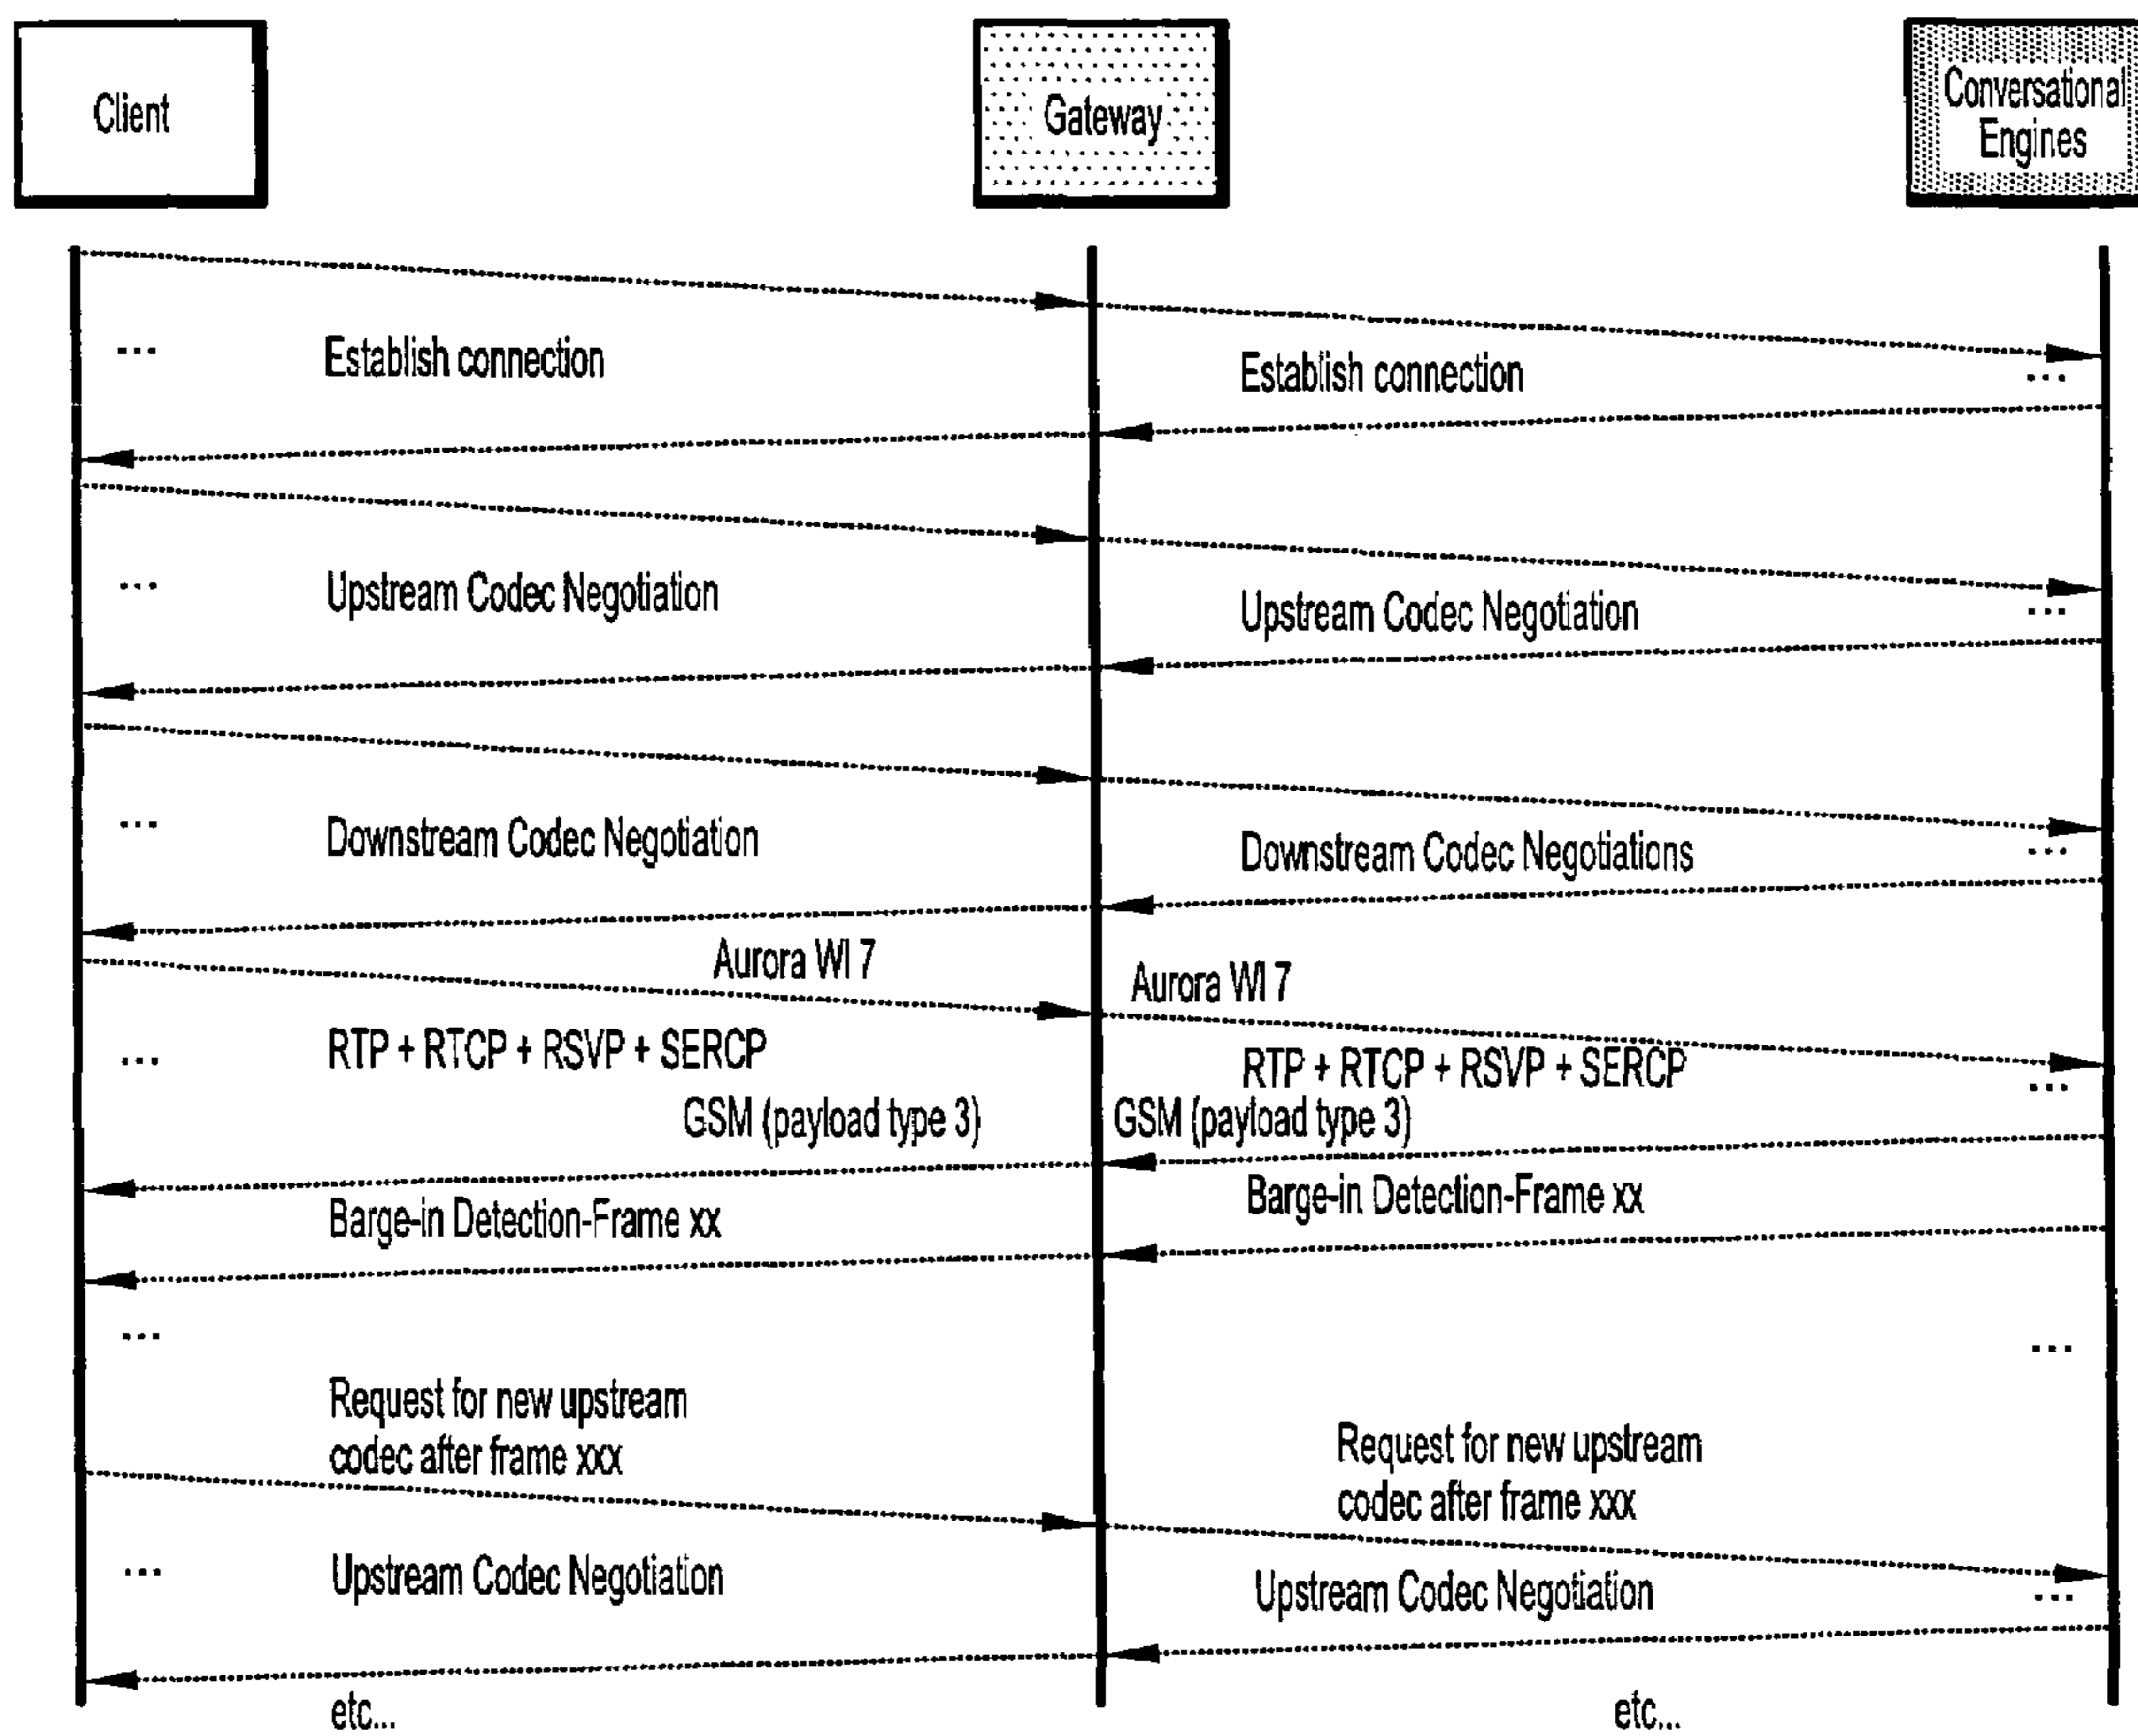 Client
Gateway
Conversational
Engines
...
Establish connection
Establish connection
...
...
Upstream Codec Negotiation
Upstream Codec Negotiation
...
...
Downstream Codec Negotiation
Downstream Codec Negotiations
...
Aurora WI 7
Aurora WI 7
...
RTP + RTCP + RSVP + SERCP
RTP + RTCP + RSVP + SERCP
...
GSM (payload type 3)
GSM (payload type 3)
Barge-in Detection-Frame xx
Barge-in Detection-Frame xx
...
...
Request for new upstream
codec after frame xxx
Request for new upstream
codec after frame xxx
...
Upstream Codec Negotiation
Upstream Codec Negotiation
...
etc...
etc...